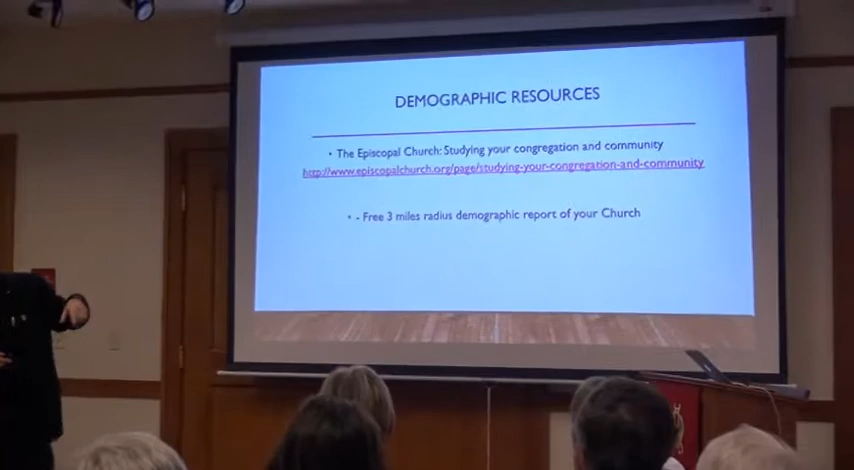 DEMOGRAPHIC RESOURCES
• The Episcopal Church: Studying your congregation and community
http://www.episcopalchurch.org/page/studying-your-congregation-and-community
• - Free 3 miles radius demographic report of your Church